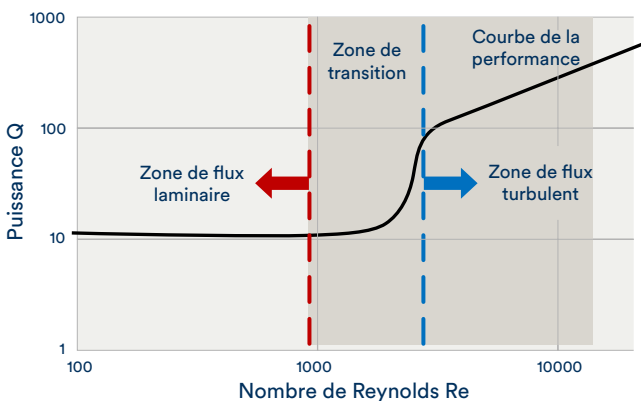 1000
Zone de
transition
Courbe de la
performance
Puissance Q
100
Zone de flux
laminaire
Zone de flux
turbulent
10
1
100
1000
10000
Nombre de Reynolds Re